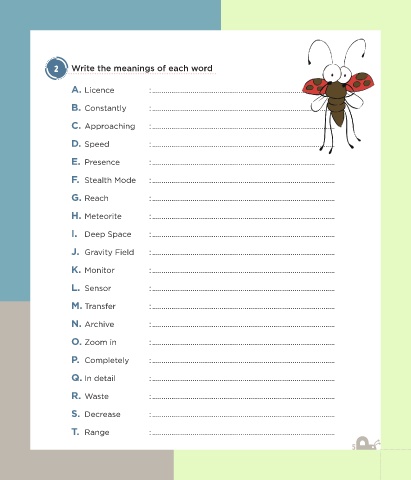 2 Write the meanings of each word
A. Licence :
B. Constantly :
C. Approaching :
D. Speed :
E. Presence :
F. Stealth Mode :
G. Reach :
H. Meteorite :
I. Deep Space :
J. Gravity Field :
K. Monitor :
L. Sensor :
M. Transfer :
N. Archive :
O. Zoom in :
P. Completely :
Q. In detail :
R. Waste :
S. Decrease :
T. Range :